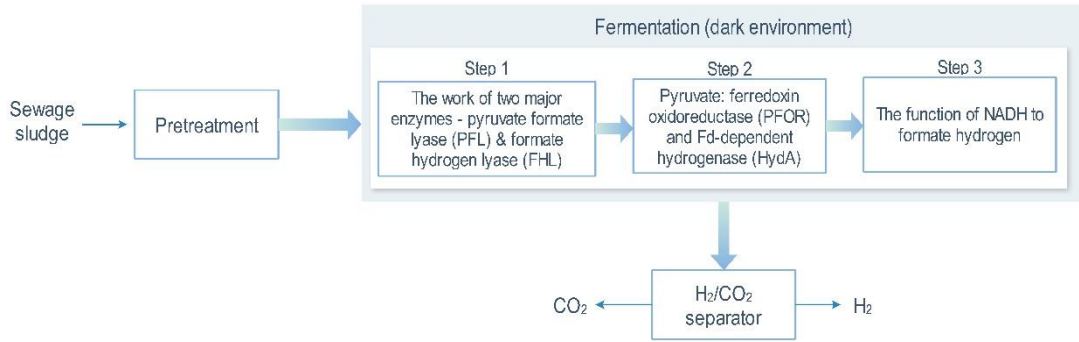 Fermentation (dark environment)
Step 1
Step 2
Step 3
Sewage
sludge
Pretreatment
The work of two major
enzymes - pyruvate formate
lyase (PFL) & formate
hydrogen lyase (FHL)
Pyruvate: ferredoxin
oxidoreductase (PFOR)
and Fd-dependent
hydrogenase (HydA)
The function of NADH to
formate hydrogen
CO₂
H₂/CO₂
separator
H₂